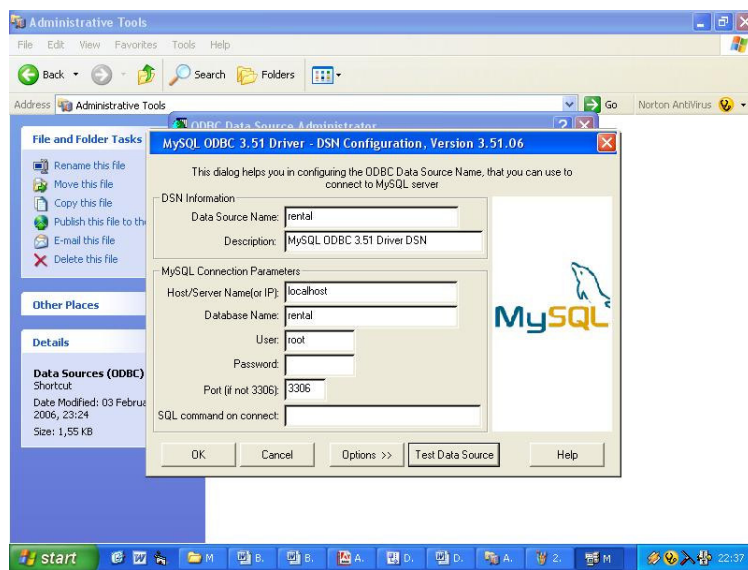 Administrative Tools
File Edit View Favorites Tools Help
Back Search Folders
Address Administrative Tools Go Norton AntiVirus
ODBC Data Source Administrator
File and Folder Tasks
Rename this file
Move this file
Copy this file
Publish this file to the
E-mail this file
Delete this file
Other Places
Details
Data Sources (ODBC)
Shortcut
Date Modified: 03 Februa
2006, 23:24
Size: 1,55 KB
MySQL ODBC 3.51 Driver - DSN Configuration, Version 3.51.06
This dialog helps you in configuring the ODBC Data Source Name, that you can use to
connect to MySQL server
DSN Information
Data Source Name: rental
Description: MySQL ODBC 3.51 Driver DSN
MySQL Connection Parameters
Host/Server Name(or IP): localhost
Database Name: rental
User: root
Password:
Port (if not 3306): 3306
SQL command on connect:
MySQL
OK Cancel Options >> Test Data Source Help
start M B. B. A. D. D. A. 2. M 22:37